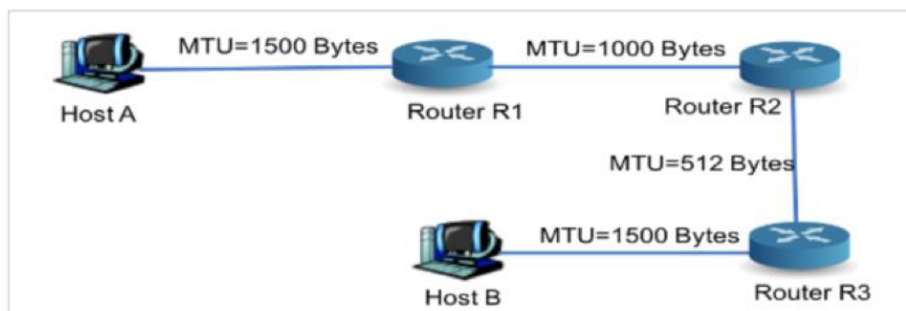 MTU=1500 Bytes
MTU=1000 Bytes
Host A
Router R1
Router R2
MTU=512 Bytes
MTU=1500 Bytes
Host B
Router R3